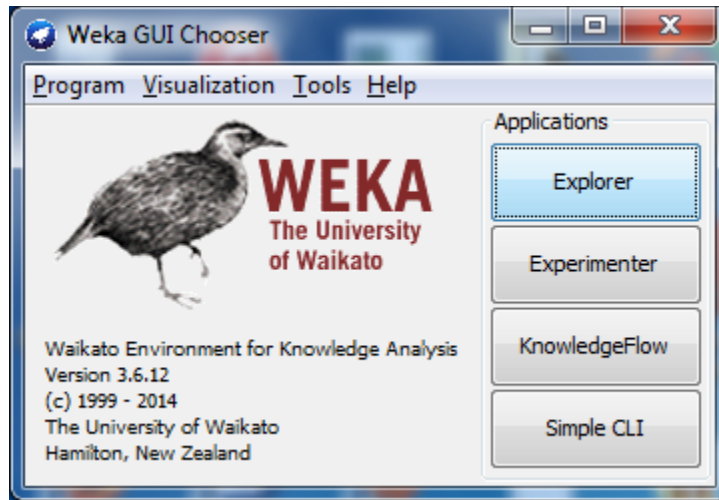 Weka GUI Chooser
Program Visualization Tools Help
Applications
WEKA
The University
of Waikato
Explorer
Experimenter
KnowledgeFlow
Simple CLI
Waikato Environment for Knowledge Analysis
Version 3.6.12
(c) 1999 - 2014
The University of Waikato
Hamilton, New Zealand